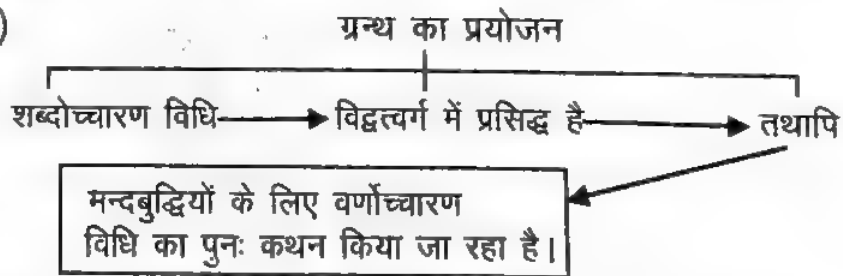 )
ग्रन्थ का प्रयोजन
शब्दोच्चारण विधि विद्वत्वर्ग में प्रसिद्ध है तथापि
मन्दबुद्धियों के लिए वर्णोच्चारण
विधि का पुनः कथन किया जा रहा है।